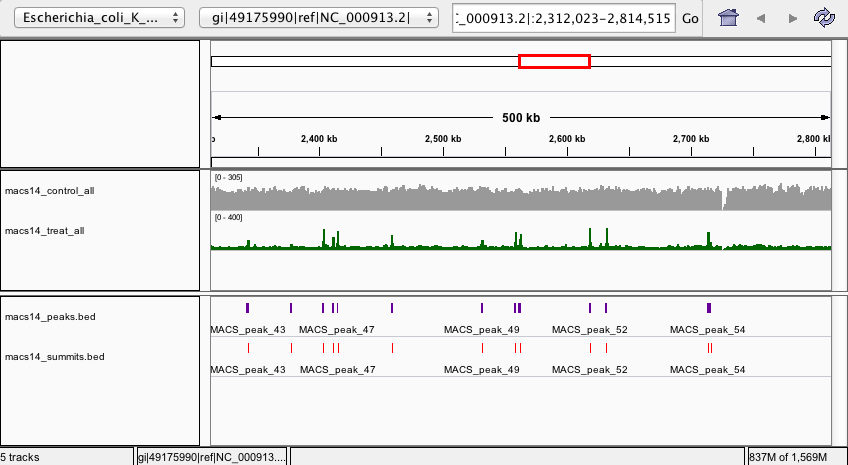 Escherichia_coli_K_... gi|49175990|ref|NC_000913.2| C_000913.2|:2,312,023-2,814,515 Go
500 kb
2,400 kb 2,500 kb 2,600 kb 2,700 kb 2,800 kl
[0 - 305]
macs14_control_all
[0 - 400]
macs14_treat_all
macs14_peaks.bed
MACS_peak_43 MACS_peak_47 MACS_peak_49 MACS_peak_52 MACS_peak_54
macs14_summits.bed
MACS_peak_43 MACS_peak_47 MACS_peak_49 MACS_peak_52 MACS_peak_54
5 tracks gi|49175990|ref|NC_000913.... 837M of 1,569M